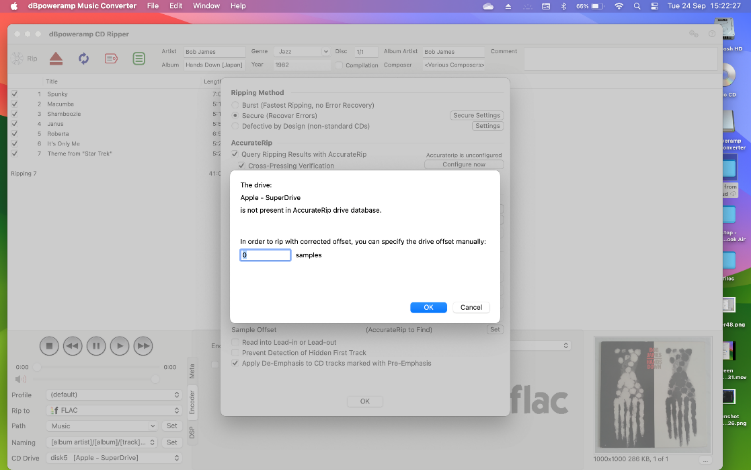 dBpoweramp Music Converter File Edit Window Help 65% Tue 24 Sep 15:22:27
dBpoweramp CD Ripper
Rip
Artist Bob James Genre Jazz Disc 1/1 Album Artist Bob James Comment
Album Hands Down [Japan] Year 1982 Compilation Composer <Various Composers>
Title Length
1 Spunky
2 Macumba
3 Shamboozie
4 Janus
5 Roberta
6 It's Only Me
7 Theme from "Star Trek"
Ripping 7
Ripping Method
Burst (Fastest Ripping, no Error Recovery)
Secure (Recover Errors) Secure Settings
Defective by Design (non-standard CDs) Settings
AccurateRip
Query Ripping Results with AccurateRip Accuraterip is unconfigured
Cross-Pressing Verification Configure now
The drive:
Apple - SuperDrive
is not present in AccurateRip drive database.
In order to rip with corrected offset, you can specify the drive offset manually:
0 samples
OK Cancel
Sample Offset (AccurateRip to Find) Set
Read into Lead-in or Lead-out
Prevent Detection of Hidden First Track
Apply De-Emphasis to CD tracks marked with Pre-Emphasis
OK
0:00 0:00
Meta
Encoder
DSP
Profile (default)
Rip to FLAC
Path Music Set
Naming [album artist]/[album]/[track]... Set
CD Drive disk5 [Apple - SuperDrive]
flac
1000x1000 286 KB, 1 of 1
...